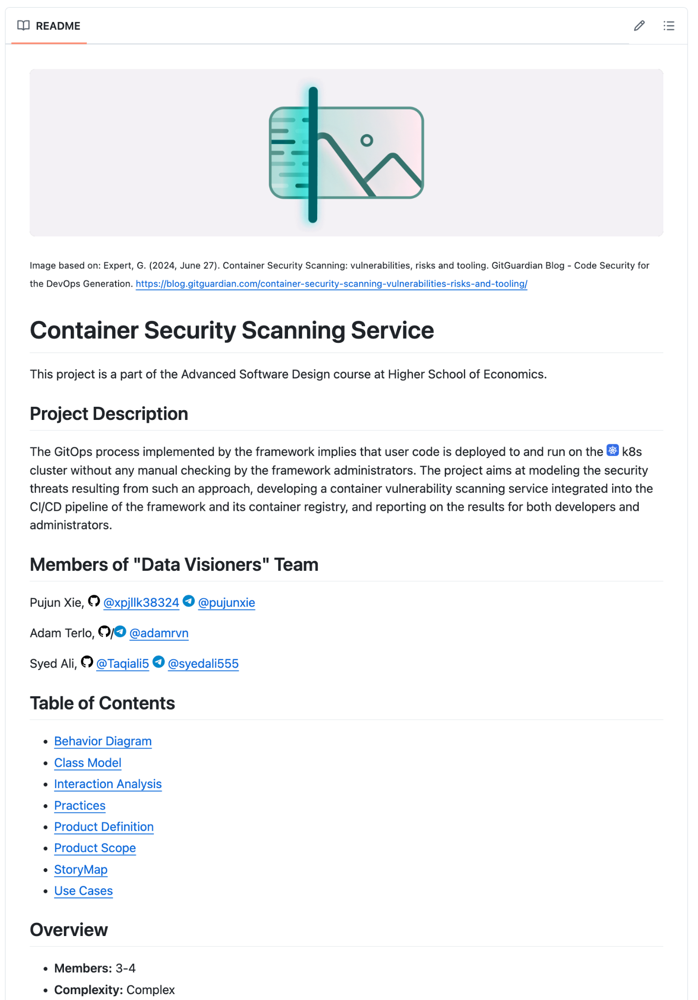 README
Image based on: Expert, G. (2024, June 27). Container Security Scanning: vulnerabilities, risks and tooling. GitGuardian Blog - Code Security for
the DevOps Generation. https://blog.gitguardian.com/container-security-scanning-vulnerabilities-risks-and-tooling/
Container Security Scanning Service
This project is a part of the Advanced Software Design course at Higher School of Economics.
Project Description
The GitOps process implemented by the framework implies that user code is deployed to and run on the k8s
cluster without any manual checking by the framework administrators. The project aims at modeling the security
threats resulting from such an approach, developing a container vulnerability scanning service integrated into the
CI/CD pipeline of the framework and its container registry, and reporting on the results for both developers and
administrators.
Members of "Data Visioners" Team
Pujun Xie, @xpjllk38324 @pujunxie
Adam Terlo, / @adamrvn
Syed Ali, @Taqiali5 @syedali555
Table of Contents
• Behavior Diagram
• Class Model
• Interaction Analysis
• Practices
• Product Definition
• Product Scope
• StoryMap
• Use Cases
Overview
• Members: 3-4
• Complexity: Complex